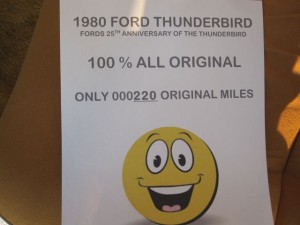 1980 FORD THUNDERBIRD
FORDS 25TH ANNIVERSARY OF THE THUNDERBIRD
100 % ALL ORIGINAL
ONLY 000220 ORIGINAL MILES